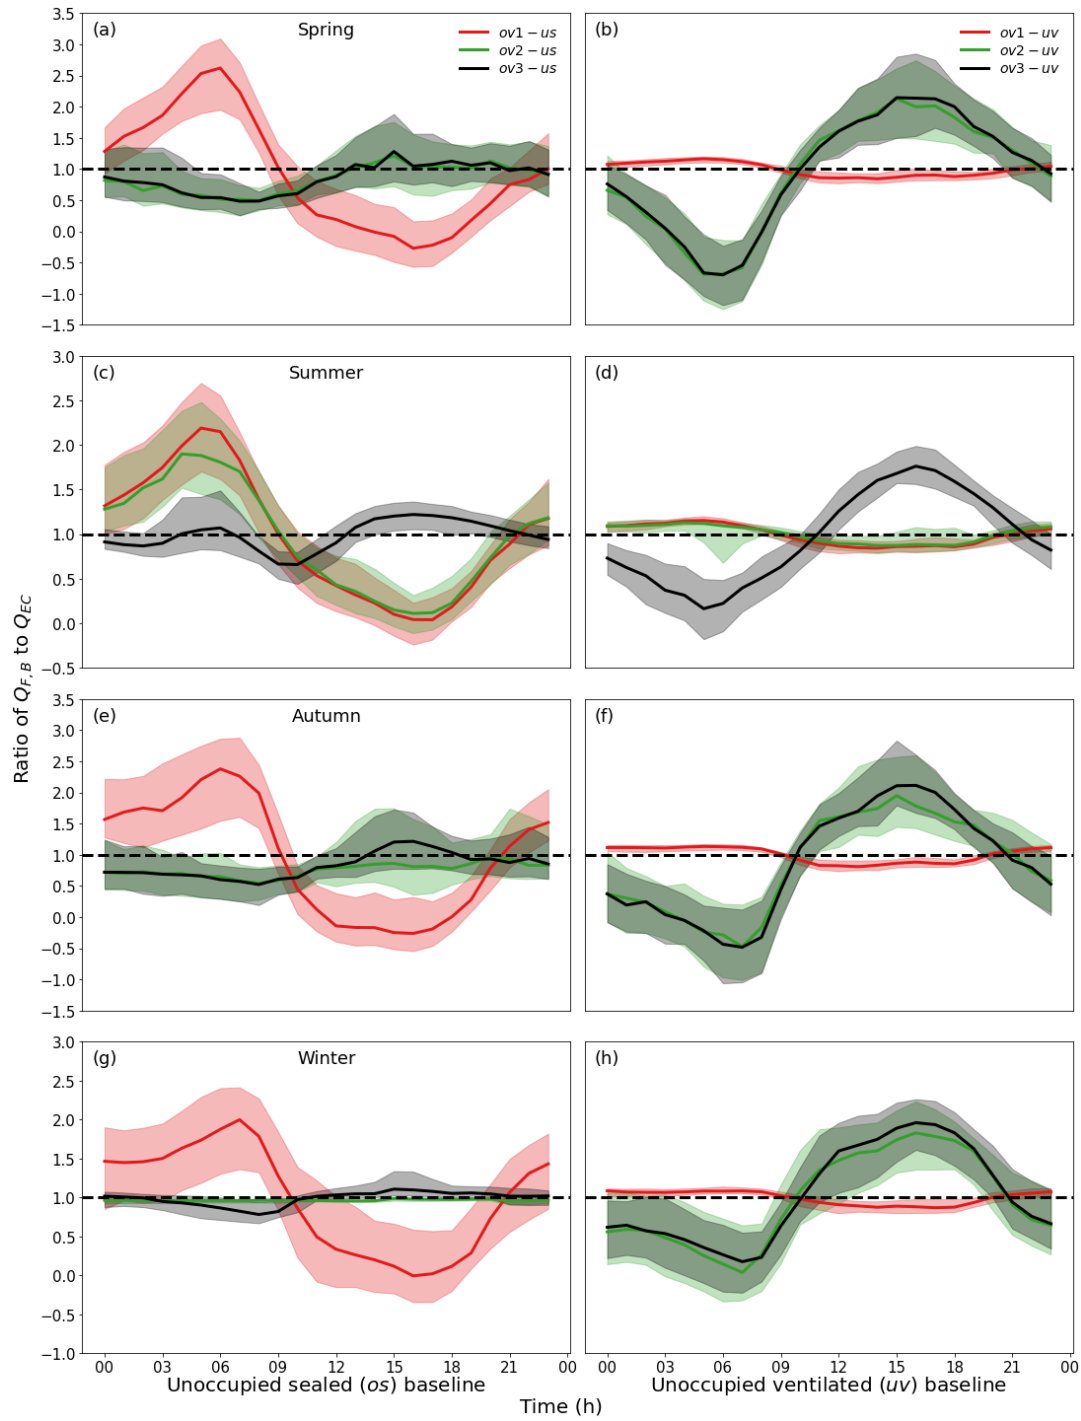 (a)
Spring
ov1 − us
ov2 − us
ov3 − us
3.5
3.0
2.5
2.0
1.5
1.0
0.5
0.0
−0.5
−1.0
−1.5
(b)
ov1 − uv
ov2 − uv
ov3 − uv
(c)
Summer
3.0
2.5
2.0
1.5
1.0
0.5
0.0
−0.5
(d)
Ratio of Q_{F,B} to Q_{EC}
(e)
Autumn
3.5
3.0
2.5
2.0
1.5
1.0
0.5
0.0
−0.5
−1.0
−1.5
(f)
(g)
Winter
3.0
2.5
2.0
1.5
1.0
0.5
0.0
−0.5
−1.0
(h)
00 03 06 09 12 15 18 21 00
00 03 06 09 12 15 18 21 00
Unoccupied sealed (os) baseline
Unoccupied ventilated (uv) baseline
Time (h)